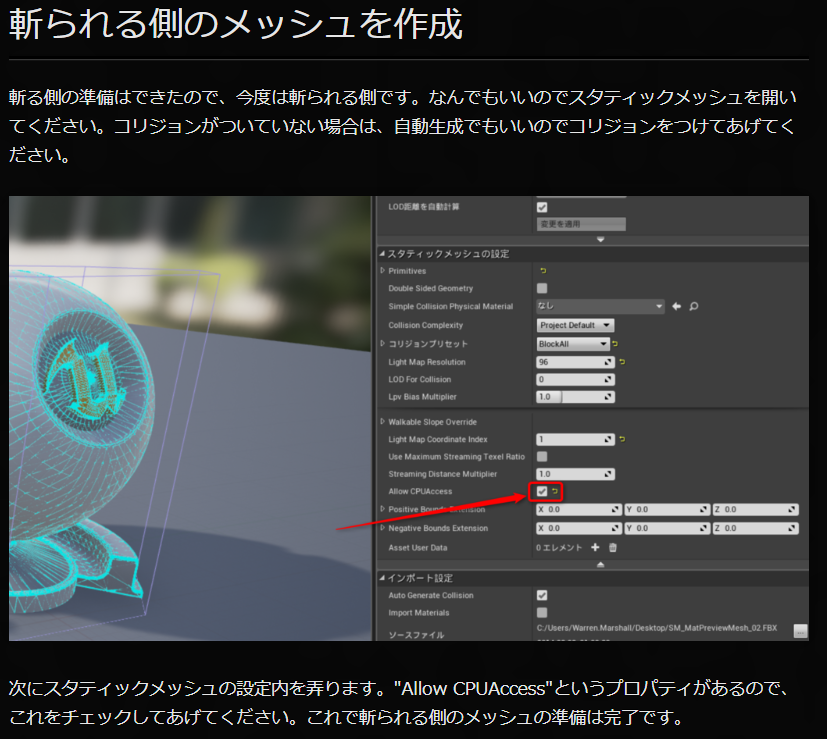 斬られる側のメッシュを作成
斬る側の準備はできたので、今度は斬られる側です。なんでもいいのでスタティックメッシュを開い
てください。コリジョンがついていない場合は、自動生成でもいいのでコリジョンをつけてあげてく
ださい。
LOD距離を自動計算
変更を適用
スタティックメッシュの設定
Primitives
Double Sided Geometry
Simple Collision Physical Material なし
Collision Complexity Project Default
コリジョンプリセット BlockAll
Light Map Resolution 96
LOD For Collision 0
Lpv Bias Multiplier 1.0
Walkable Slope Override
Light Map Coordinate Index 1
Use Maximum Streaming Texel Ratio
Streaming Distance Multiplier 1.0
Allow CPUAccess
Positive Bounds Extension X 0.0 Y 0.0 Z 0.0
Negative Bounds Extension X 0.0 Y 0.0 Z 0.0
Asset User Data 0エレメント
インポート設定
Auto Generate Collision
Import Materials
ソースファイル C:/Users/Warren.Marshall/Desktop/SM_MatPreviewMesh_02.FBX
次にスタティックメッシュの設定内を弄ります。"Allow CPUAccess"というプロパティがあるので、
これをチェックしてあげてください。これで斬られる側のメッシュの準備は完了です。